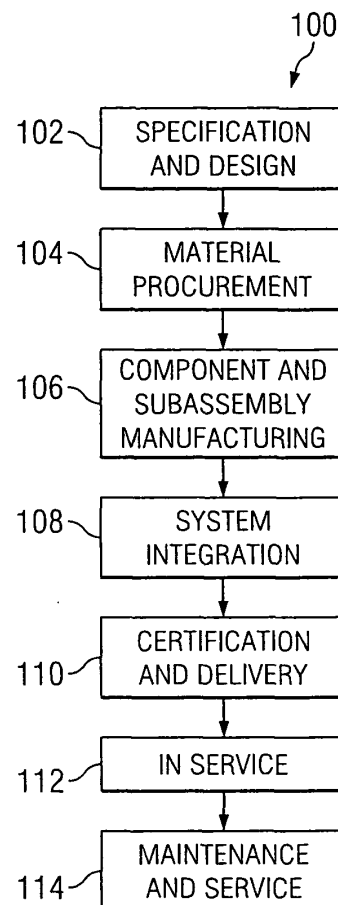 100
102
SPECIFICATION
AND DESIGN
104
MATERIAL
PROCUREMENT
106
COMPONENT AND
SUBASSEMBLY
MANUFACTURING
108
SYSTEM
INTEGRATION
110
CERTIFICATION
AND DELIVERY
112
IN SERVICE
114
MAINTENANCE
AND SERVICE